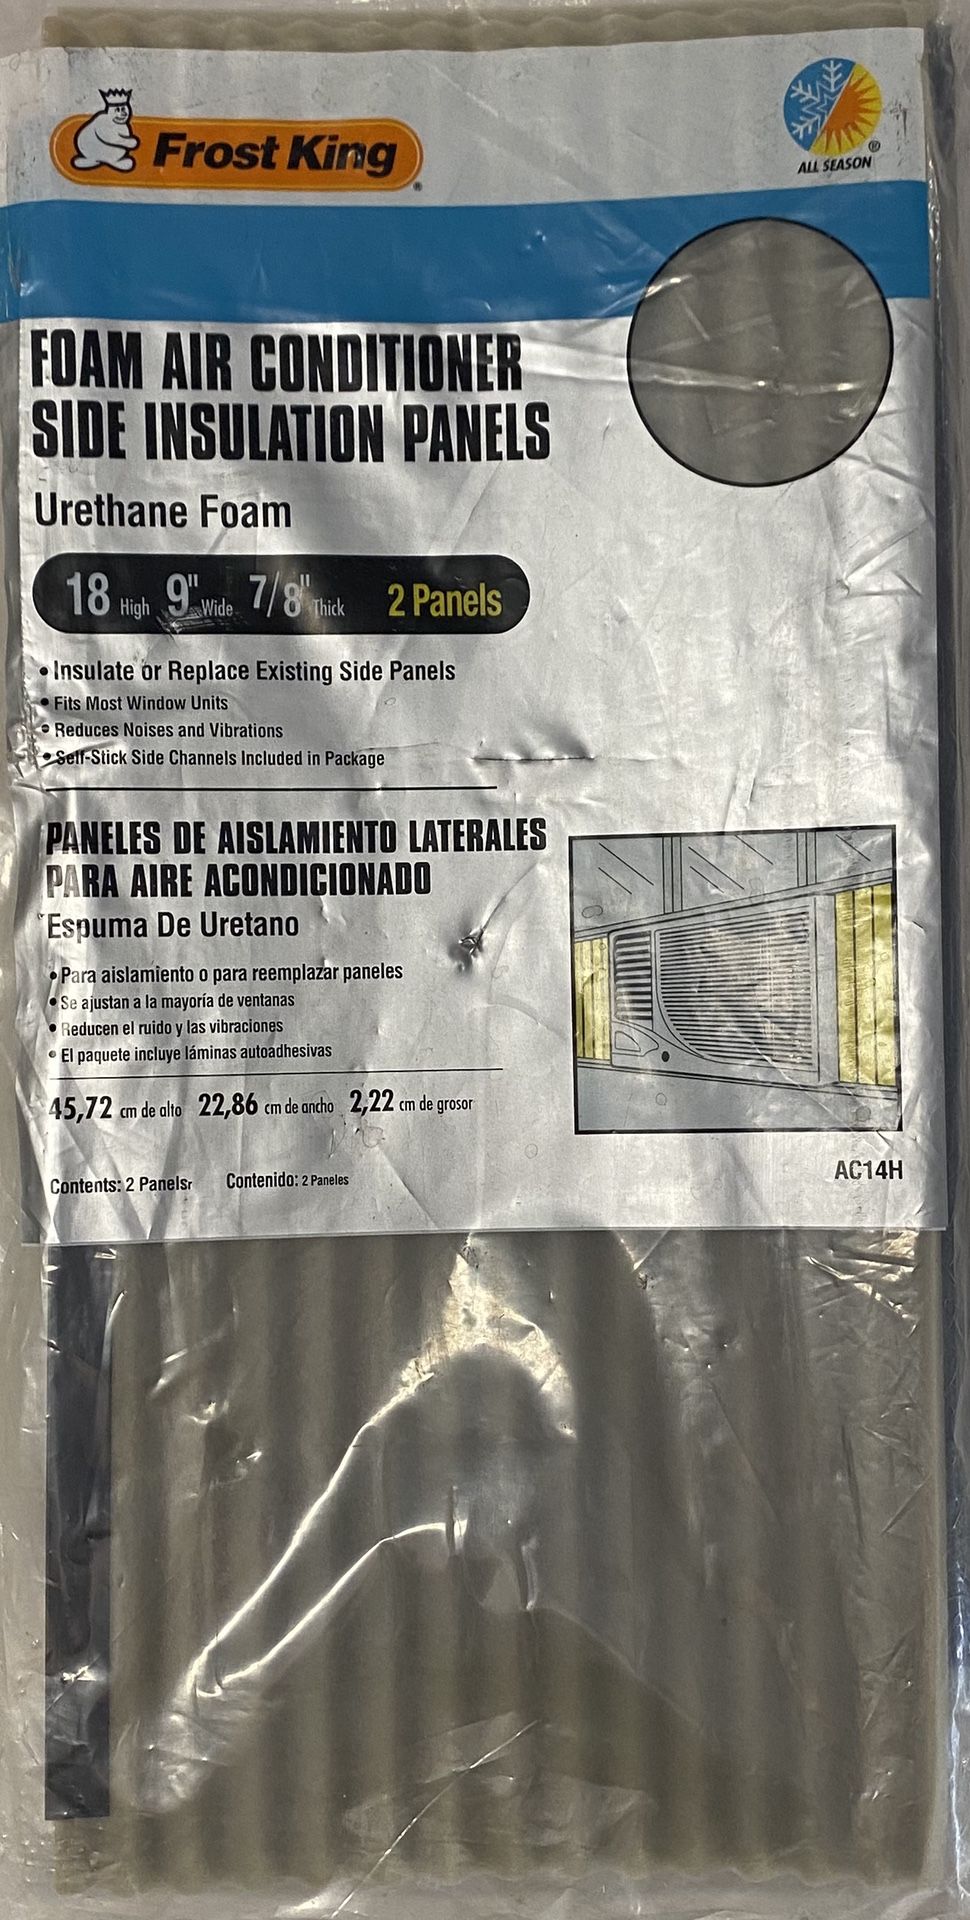 Frost King
®
ALL SEASON ®
FOAM AIR CONDITIONER
SIDE INSULATION PANELS
Urethane Foam
18 High 9" Wide 7/8" Thick 2 Panels
• Insulate or Replace Existing Side Panels
• Fits Most Window Units
• Reduces Noises and Vibrations
• Self-Stick Side Channels Included in Package
PANELES DE AISLAMIENTO LATERALES
PARA AIRE ACONDICIONADO
Espuma De Uretano
• Para aislamiento o para reemplazar paneles
• Se ajustan a la mayoría de ventanas
• Reducen el ruido y las vibraciones
• El paquete incluye láminas autoadhesivas
45,72 cm de alto 22,86 cm de ancho 2,22 cm de grosor
Contents: 2 Panelsr Contenido: 2 Paneles
AC14H